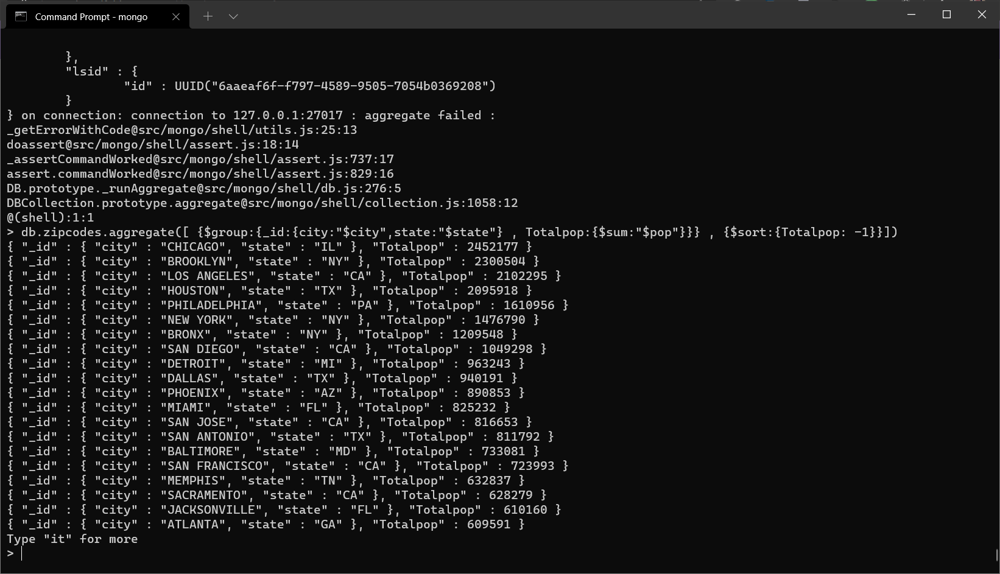 Command Prompt - mongo
},
"lsid" : {
"id" : UUID("6aaeaf6f-f797-4589-9505-7054b0369208")
}
} on connection: connection to 127.0.0.1:27017 : aggregate failed :
_getErrorWithCode@src/mongo/shell/utils.js:25:13
doassert@src/mongo/shell/assert.js:18:14
_assertCommandWorked@src/mongo/shell/assert.js:737:17
assert.commandWorked@src/mongo/shell/assert.js:829:16
DB.prototype._runAggregate@src/mongo/shell/db.js:276:5
DBCollection.prototype.aggregate@src/mongo/shell/collection.js:1058:12
@(shell):1:1
> db.zipcodes.aggregate([ {$group:{_id:{city:"$city",state:"$state"} , Totalpop:{$sum:"$pop"}}} , {$sort:{Totalpop: -1}}])
{ "_id" : { "city" : "CHICAGO", "state" : "IL" }, "Totalpop" : 2452177 }
{ "_id" : { "city" : "BROOKLYN", "state" : "NY" }, "Totalpop" : 2300504 }
{ "_id" : { "city" : "LOS ANGELES", "state" : "CA" }, "Totalpop" : 2102295 }
{ "_id" : { "city" : "HOUSTON", "state" : "TX" }, "Totalpop" : 2095918 }
{ "_id" : { "city" : "PHILADELPHIA", "state" : "PA" }, "Totalpop" : 1610956 }
{ "_id" : { "city" : "NEW YORK", "state" : "NY" }, "Totalpop" : 1476790 }
{ "_id" : { "city" : "BRONX", "state" : "NY" }, "Totalpop" : 1209548 }
{ "_id" : { "city" : "SAN DIEGO", "state" : "CA" }, "Totalpop" : 1049298 }
{ "_id" : { "city" : "DETROIT", "state" : "MI" }, "Totalpop" : 963243 }
{ "_id" : { "city" : "DALLAS", "state" : "TX" }, "Totalpop" : 940191 }
{ "_id" : { "city" : "PHOENIX", "state" : "AZ" }, "Totalpop" : 890853 }
{ "_id" : { "city" : "MIAMI", "state" : "FL" }, "Totalpop" : 825232 }
{ "_id" : { "city" : "SAN JOSE", "state" : "CA" }, "Totalpop" : 816653 }
{ "_id" : { "city" : "SAN ANTONIO", "state" : "TX" }, "Totalpop" : 811792 }
{ "_id" : { "city" : "BALTIMORE", "state" : "MD" }, "Totalpop" : 733081 }
{ "_id" : { "city" : "SAN FRANCISCO", "state" : "CA" }, "Totalpop" : 723993 }
{ "_id" : { "city" : "MEMPHIS", "state" : "TN" }, "Totalpop" : 632837 }
{ "_id" : { "city" : "SACRAMENTO", "state" : "CA" }, "Totalpop" : 628279 }
{ "_id" : { "city" : "JACKSONVILLE", "state" : "FL" }, "Totalpop" : 610160 }
{ "_id" : { "city" : "ATLANTA", "state" : "GA" }, "Totalpop" : 609591 }
Type "it" for more
>